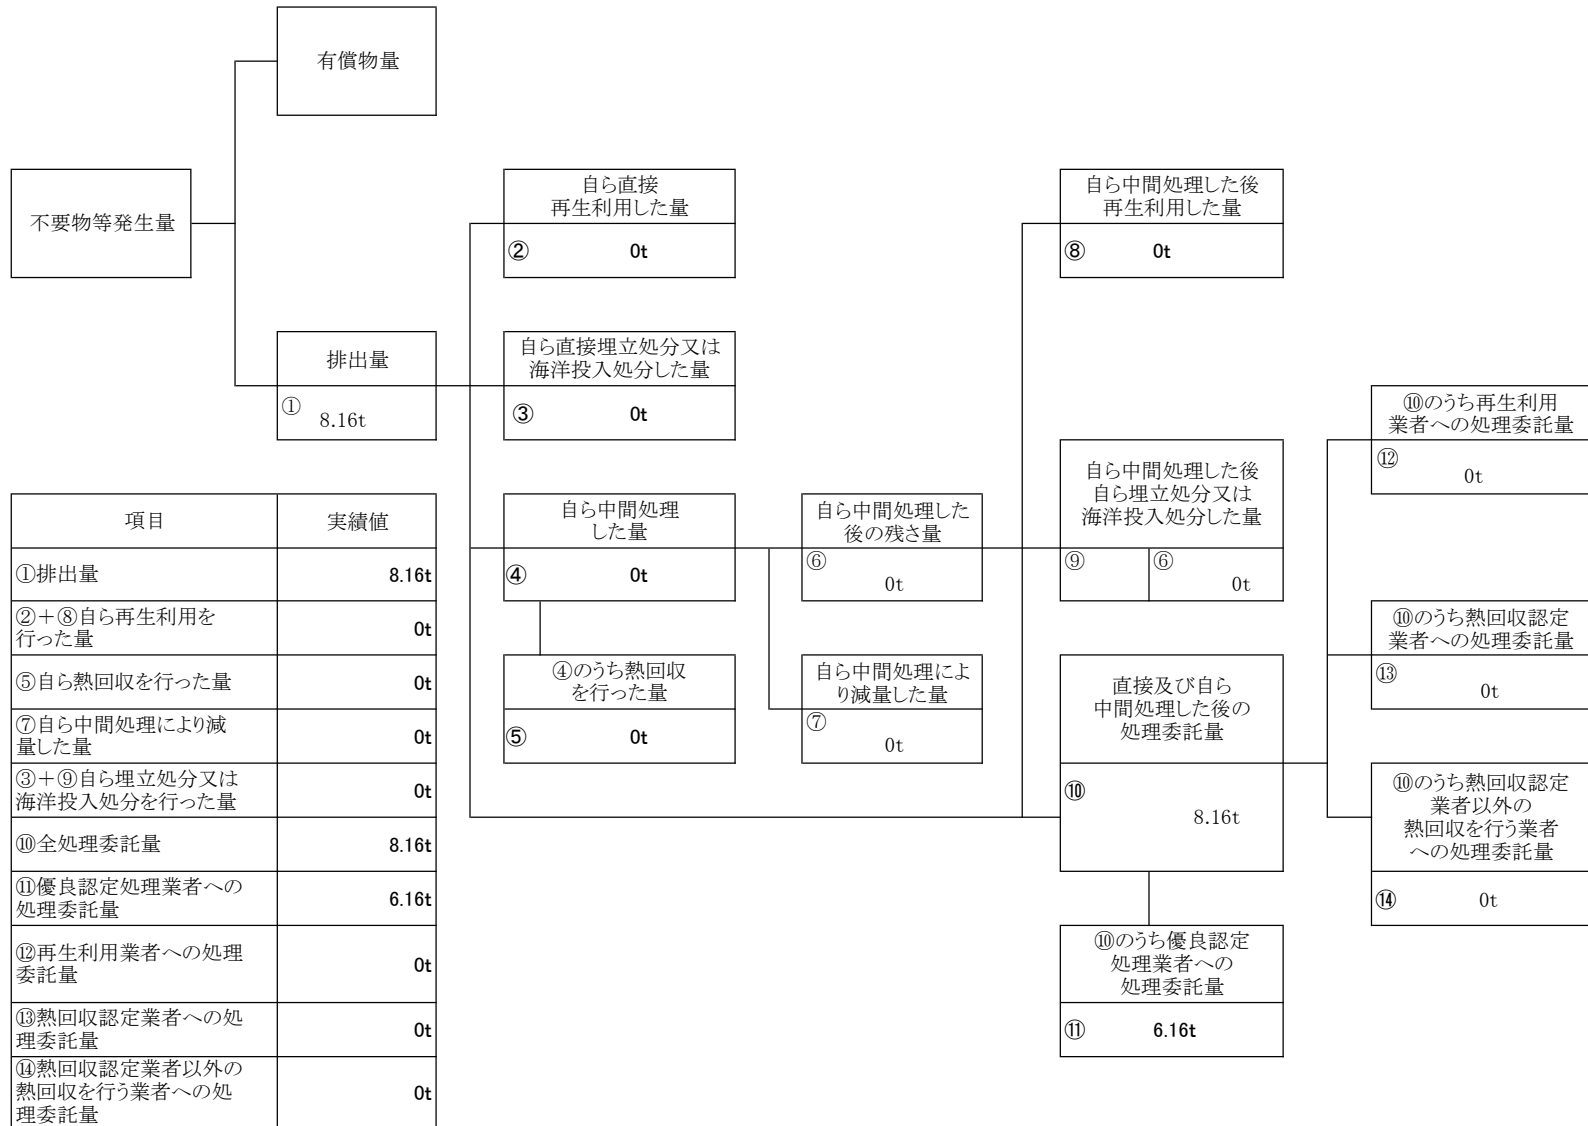 有償物量
不要物等発生量
排出量
①
8.16t
自ら直接
再生利用した量
②
0t
自ら直接埋立処分又は
海洋投入処分した量
③
0t
自ら中間処理
した量
④
0t
④のうち熱回収
を行った量
⑤
0t
自ら中間処理した
後の残さ量
⑥
0t
自ら中間処理によ
り減量した量
⑦
0t
自ら中間処理した後
再生利用した量
⑧
0t
自ら中間処理した後
自ら埋立処分又は
海洋投入処分した量
⑨
⑥
0t
直接及び自ら
中間処理した後の
処理委託量
⑩
8.16t
⑩のうち優良認定
処理業者への
処理委託量
⑪
6.16t
⑩のうち再生利用
業者への処理委託量
⑫
0t
⑩のうち熱回収認定
業者への処理委託量
⑬
0t
⑩のうち熱回収認定
業者以外の
熱回収を行う業者
への処理委託量
⑭
0t
項目 実績値
①排出量 8.16t
②＋⑧自ら再生利用を
行った量 0t
⑤自ら熱回収を行った量 0t
⑦自ら中間処理により減
量した量 0t
③＋⑨自ら埋立処分又は
海洋投入処分を行った量 0t
⑩全処理委託量 8.16t
⑪優良認定処理業者への
処理委託量 6.16t
⑫再生利用業者への処理
委託量 0t
⑬熱回収認定業者への処
理委託量 0t
⑭熱回収認定業者以外の
熱回収を行う業者への処
理委託量 0t